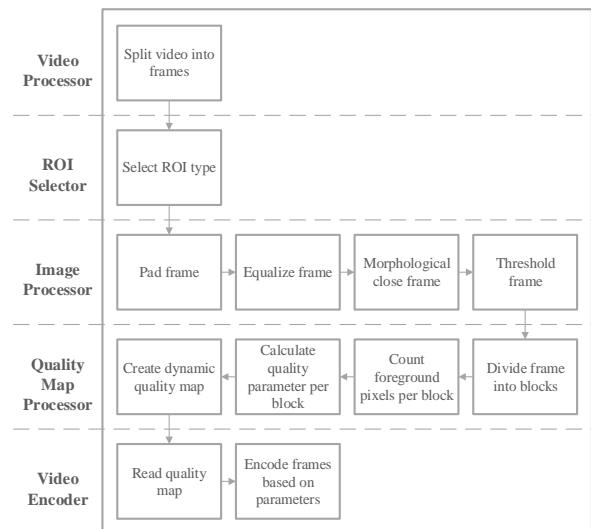 Video
Processor
Split video into
frames
ROI
Selector
Select ROI type
Image
Processor
Pad frame
Equalize frame
Morphological
close frame
Threshold
frame
Quality
Map
Processor
Create dynamic
quality map
Calculate
quality
parameter per
block
Count
foreground
pixels per block
Divide frame
into blocks
Video
Encoder
Read quality
map
Encode frames
based on
parameters